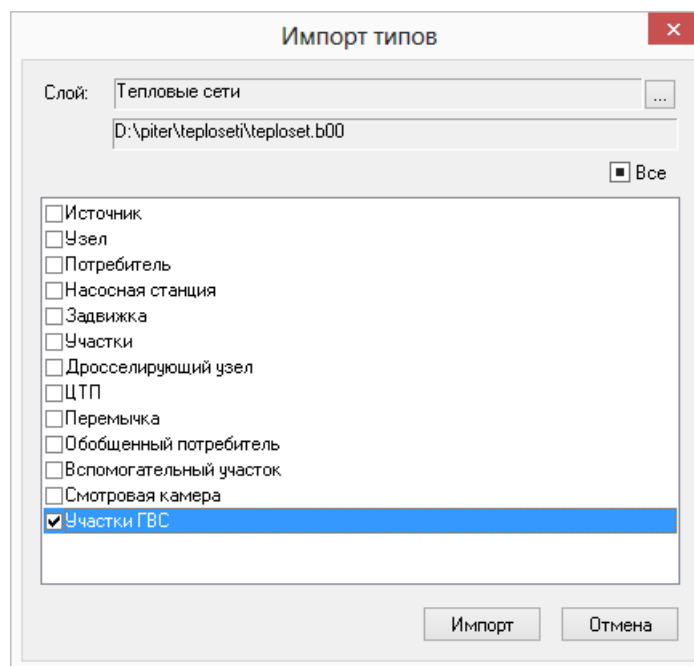 Импорт типов
Слой: Тепловые сети ...
D:\piter\teploseti\teploset.b00
Все
Источник
Узел
Потребитель
Насосная станция
Задвижка
Участки
Дросселирующий узел
ЦТП
Перемычка
Обобщенный потребитель
Вспомогательный участок
Смотровая камера
Участки ГВС
Импорт Отмена